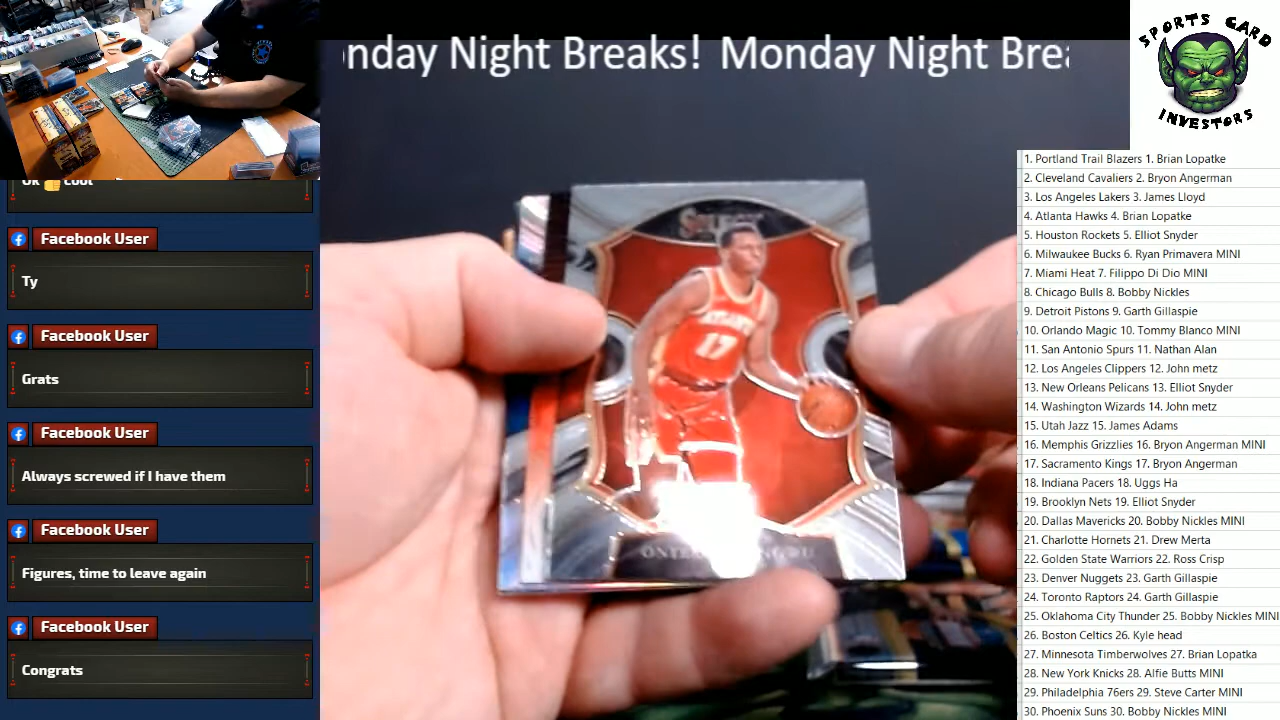 onday Night Breaks! Monday Night Brea
SPORTS CARD
INVESTORS
cool
Facebook User
Ty
Facebook User
Grats
Facebook User
Always screwed if I have them
Facebook User
Figures, time to leave again
Facebook User
Congrats
ATLANTA
17
1. Portland Trail Blazers 1. Brian Lopatke
2. Cleveland Cavaliers 2. Bryon Angerman
3. Los Angeles Lakers 3. James Lloyd
4. Atlanta Hawks 4. Brian Lopatke
5. Houston Rockets 5. Elliot Snyder
6. Milwaukee Bucks 6. Ryan Primavera MINI
7. Miami Heat 7. Filippo Di Dio MINI
8. Chicago Bulls 8. Bobby Nickles
9. Detroit Pistons 9. Garth Gillaspie
10. Orlando Magic 10. Tommy Blanco MINI
11. San Antonio Spurs 11. Nathan Alan
12. Los Angeles Clippers 12. John metz
13. New Orleans Pelicans 13. Elliot Snyder
14. Washington Wizards 14. John metz
15. Utah Jazz 15. James Adams
16. Memphis Grizzlies 16. Bryon Angerman MINI
17. Sacramento Kings 17. Bryon Angerman
18. Indiana Pacers 18. Uggs Ha
19. Brooklyn Nets 19. Elliot Snyder
20. Dallas Mavericks 20. Bobby Nickles MINI
21. Charlotte Hornets 21. Drew Merta
22. Golden State Warriors 22. Ross Crisp
23. Denver Nuggets 23. Garth Gillaspie
24. Toronto Raptors 24. Garth Gillaspie
25. Oklahoma City Thunder 25. Bobby Nickles MINI
26. Boston Celtics 26. Kyle head
27. Minnesota Timberwolves 27. Brian Lopatka
28. New York Knicks 28. Alfie Butts MINI
29. Philadelphia 76ers 29. Steve Carter MINI
30. Phoenix Suns 30. Bobby Nickles MINI